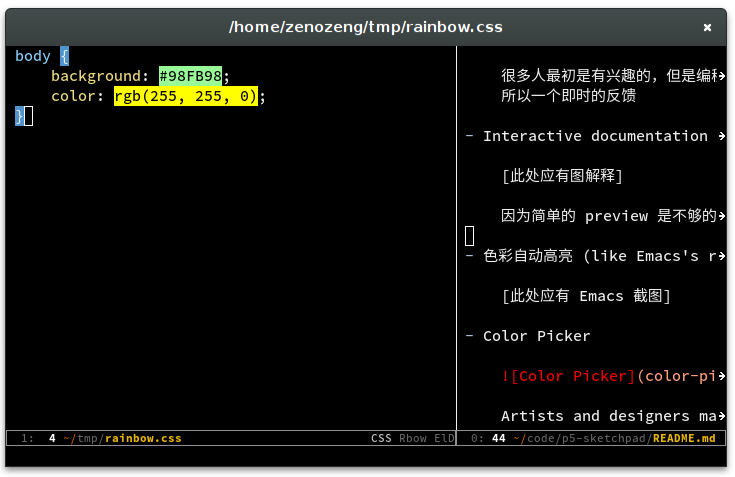 /home/zenozeng/tmp/rainbow.css
body {
    background: #98FB98;
    color: rgb(255, 255, 0);
}
1: 4 ~/tmp/rainbow.css CSS Rbow ElD
很多人最初是有兴趣的，但是编
所以一个即时的反馈
- Interactive documentation
[此处应有图解释]
因为简单的 preview 是不够的
- 色彩自动高亮 (like Emacs's r
[此处应有 Emacs 截图]
- Color Picker
![Color Picker](color-pi
Artists and designers ma
0: 44 ~/code/p5-sketchpad/README.md